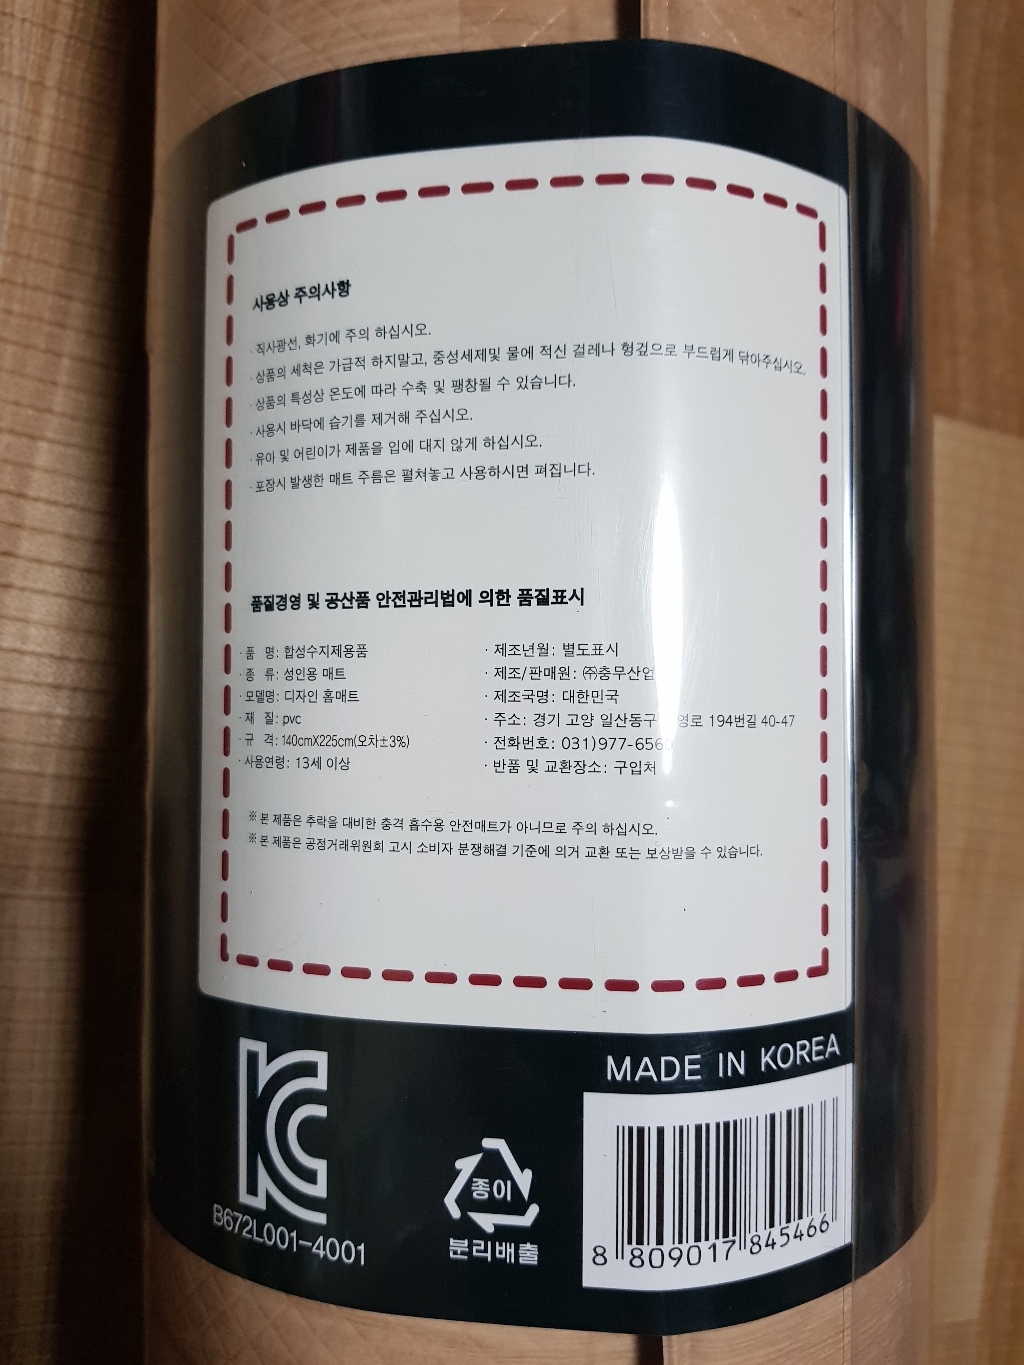 사용상 주의사항
· 직사광선, 화기에 주의 하십시오.
· 상품의 세척은 가급적 하지말고, 중성세제및 물에 적신 걸레나 헝겊으로 부드럽게 닦아주십시오.
· 상품의 특성상 온도에 따라 수축 및 팽창될 수 있습니다.
· 사용시 바닥에 습기를 제거해 주십시오.
· 유아 및 어린이가 제품을 입에 대지 않게 하십시오.
· 포장시 발생한 매트 주름은 펼쳐놓고 사용하시면 펴집니다.
품질경영 및 공산품 안전관리법에 의한 품질표시
· 품 명: 합성수지제용품
· 종 류: 성인용 매트
· 모델명: 디자인 홈매트
· 재 질: pvc
· 규 격: 140cmX225cm(오차±3%)
· 사용연령: 13세 이상
· 제조년월: 별도표시
· 제조/판매원: ㈜충무산업
· 제조국명: 대한민국
· 주소: 경기 고양 일산동구 194번길 40-47
· 전화번호: 031)977-656
· 반품 및 교환장소: 구입처
※ 본 제품은 추락을 대비한 충격 흡수용 안전매트가 아니므로 주의 하십시오.
※ 본 제품은 공정거래위원회 고시 소비자 분쟁해결 기준에 의거 교환 또는 보상받을 수 있습니다.
MADE IN KOREA
KC
B672L001-4001
종이
분리배출
8 809017 845466